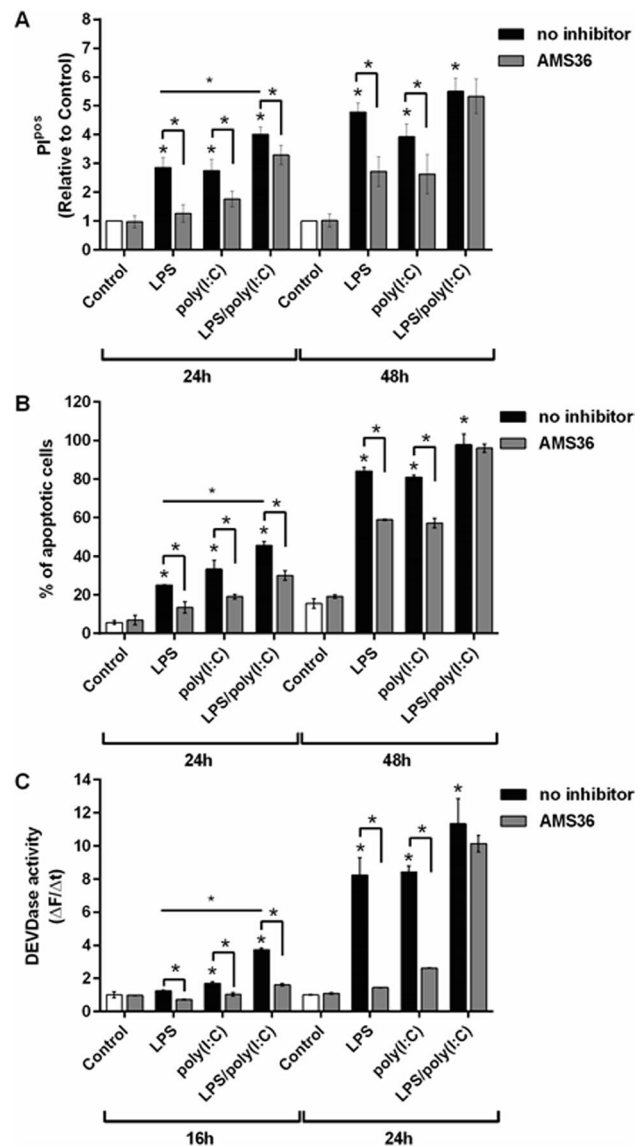 A
no inhibitor
AMS36
PIpos
(Relative to Control)
8
7
6
5
4
3
2
1
0
* * * * * * * * * * * *
Control
LPS
poly(I:C)
LPS/poly(I:C)
Control
LPS
poly(I:C)
LPS/poly(I:C)
24h
48h
B
no inhibitor
AMS36
% of apoptotic cells
120
100
80
60
40
20
0
* * * * * * * * * * * *
Control
LPS
poly(I:C)
LPS/poly(I:C)
Control
LPS
poly(I:C)
LPS/poly(I:C)
24h
48h
C
no inhibitor
AMS36
DEVDase activity
(ΔF/Δt)
14
12
10
8
6
4
2
0
* * * * * * * * * * *
Control
LPS
poly(I:C)
LPS/poly(I:C)
Control
LPS
poly(I:C)
LPS/poly(I:C)
16h
24h